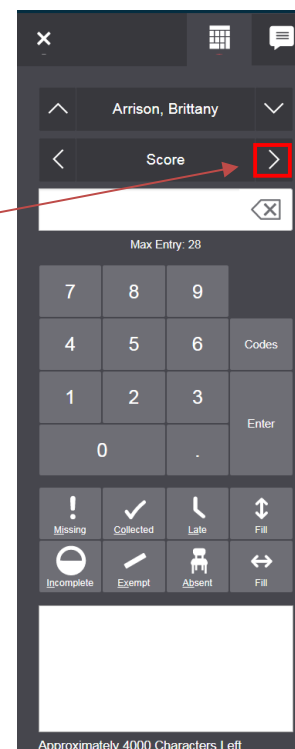 Arrison, Brittany
Score
Max Entry: 28
7 8 9
4 5 6 Codes
1 2 3
Enter
0 .
Missing Collected Late Fill
Incomplete Exempt Absent Fill
Approximately 4000 Characters Left